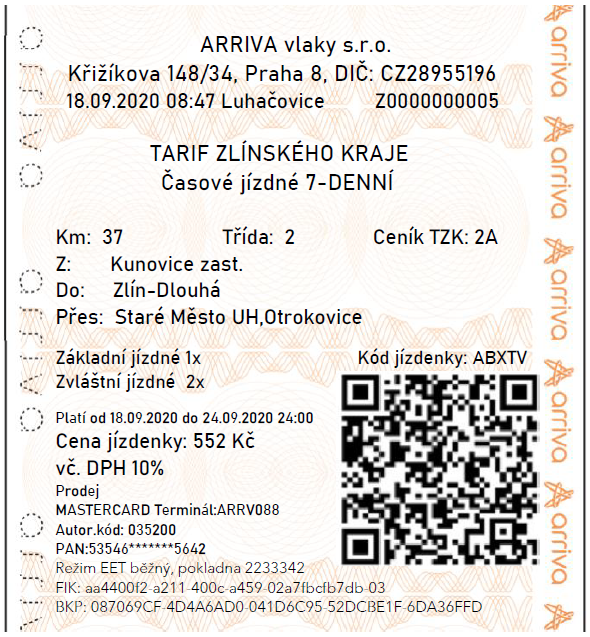 ARRIVA vlaky s.r.o.
Křižíkova 148/34, Praha 8, DIČ: CZ28955196
18.09.2020 08:47 Luhačovice Z0000000005
TARIF ZLÍNSKÉHO KRAJE
Časové jízdné 7-DENNÍ
Km: 37 Třída: 2 Ceník TZK: 2A
Z: Kunovice zast.
Do: Zlín-Dlouhá
Přes: Staré Město UH,Otrokovice
Základní jízdné 1x Kód jízdenky: ABXTV
Zvláštní jízdné 2x
Platí od 18.09.2020 do 24.09.2020 24:00
Cena jízdenky: 552 Kč
vč. DPH 10%
Prodej
MASTERCARD Terminál:ARRV088
Autor.kód: 035200
PAN:53546*******5642
Režim EET běžný, pokladna 2233342
FIK: aa4400f2-a211-400c-a459-02a7fbcfb7db-03
BKP: 087069CF-4D4A6AD0-041D6C95-52DCBE1F-6DA36FFD
arriva
arriva
arriva
arriva
arriva